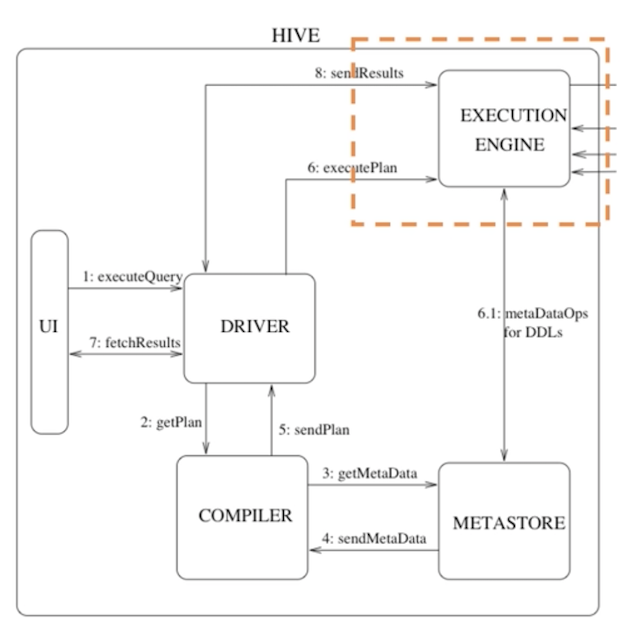 HIVE
8: sendResults
EXECUTION
ENGINE
6: executePlan
1: executeQuery
UI
DRIVER
6.1: metaDataOps
for DDLs
7: fetchResults
2: getPlan
5: sendPlan
3: getMetaData
COMPILER
METASTORE
4: sendMetaData